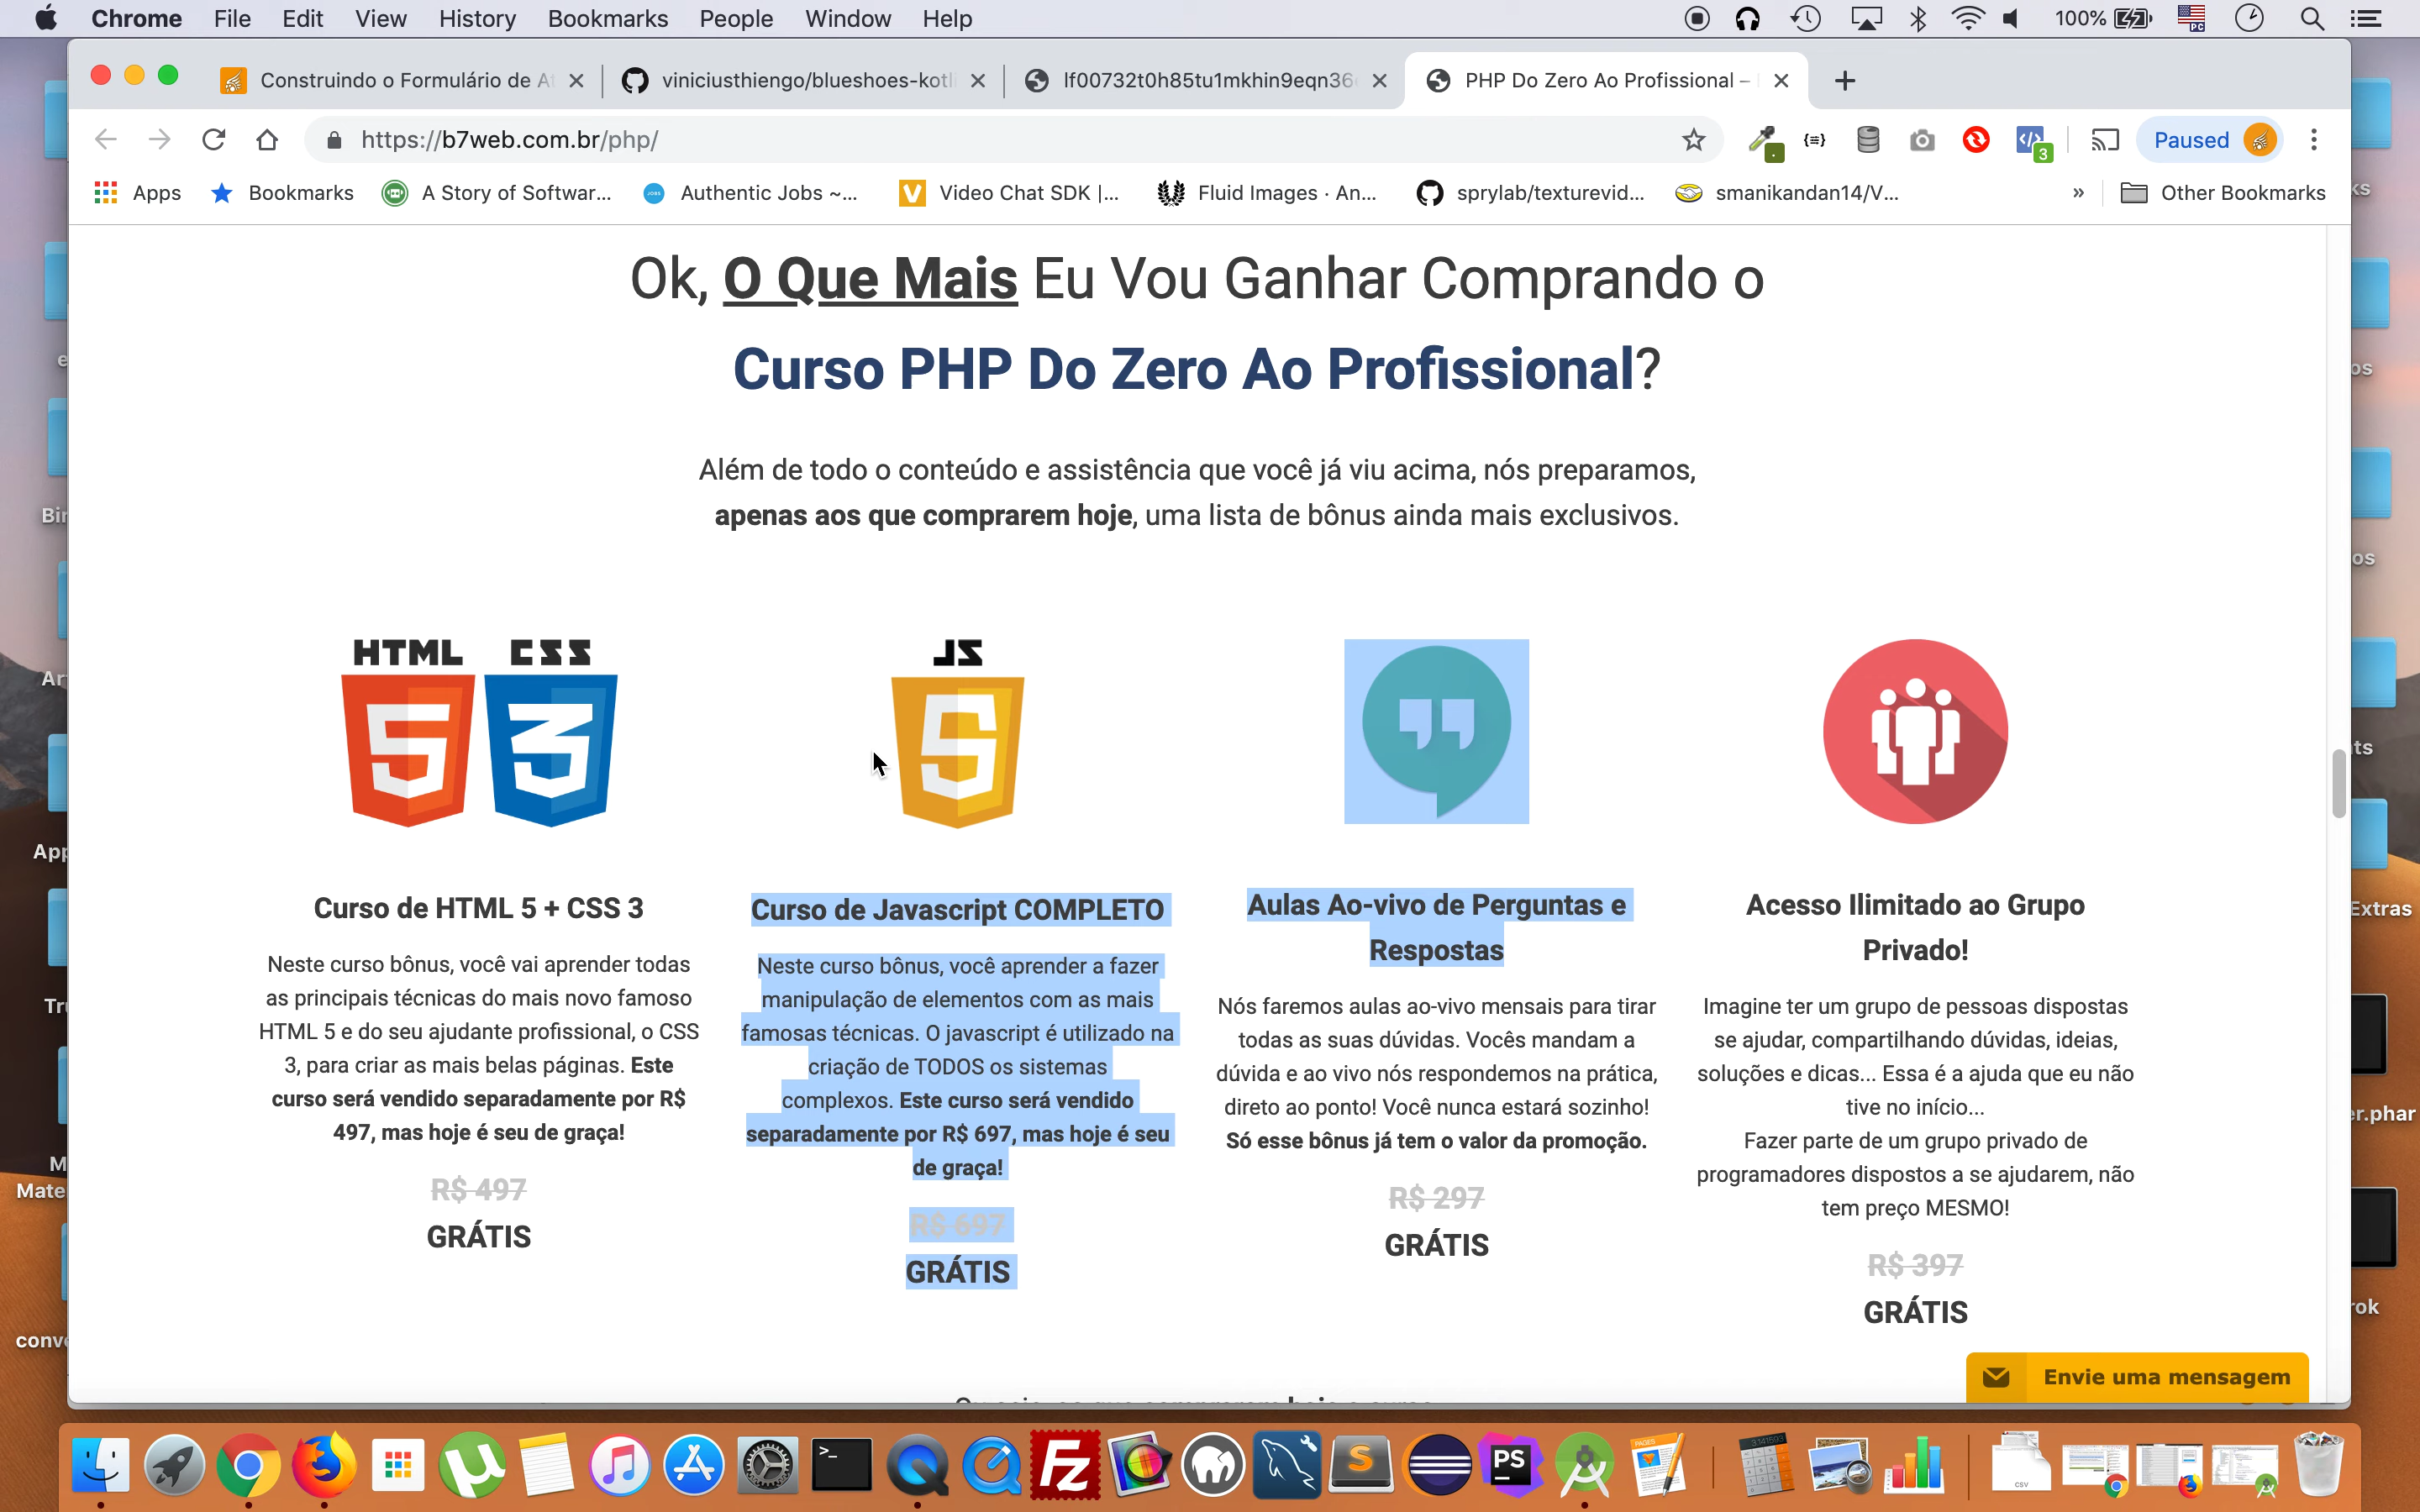 Chrome File Edit View History Bookmarks People Window Help 100% PC
Construindo o Formulário de A viniciusthiengo/blueshoes-kotli lf00732t0h85tu1mkhin9eqn36 PHP Do Zero Ao Profissional –
https://b7web.com.br/php/ 3 Paused
Apps Bookmarks A Story of Softwar... Authentic Jobs ~... Video Chat SDK |... Fluid Images · An... sprylab/texturevid... smanikandan14/V... » Other Bookmarks
Ok, O Que Mais Eu Vou Ganhar Comprando o
Curso PHP Do Zero Ao Profissional?
Além de todo o conteúdo e assistência que você já viu acima, nós preparamos,
apenas aos que comprarem hoje, uma lista de bônus ainda mais exclusivos.
HTML CSS
Curso de HTML 5 + CSS 3
Neste curso bônus, você vai aprender todas
as principais técnicas do mais novo famoso
HTML 5 e do seu ajudante profissional, o CSS
3, para criar as mais belas páginas. Este
curso será vendido separadamente por R$
497, mas hoje é seu de graça!
R$ 497
GRÁTIS
JS
Curso de Javascript COMPLETO
Neste curso bônus, você aprender a fazer
manipulação de elementos com as mais
famosas técnicas. O javascript é utilizado na
criação de TODOS os sistemas
complexos. Este curso será vendido
separadamente por R$ 697, mas hoje é seu
de graça!
R$ 697
GRÁTIS
Aulas Ao-vivo de Perguntas e
Respostas
Nós faremos aulas ao-vivo mensais para tirar
todas as suas dúvidas. Vocês mandam a
dúvida e ao vivo nós respondemos na prática,
direto ao ponto! Você nunca estará sozinho!
Só esse bônus já tem o valor da promoção.
R$ 297
GRÁTIS
Acesso Ilimitado ao Grupo
Privado!
Imagine ter um grupo de pessoas dispostas
se ajudar, compartilhando dúvidas, ideias,
soluções e dicas... Essa é a ajuda que eu não
tive no início...
Fazer parte de um grupo privado de
programadores dispostos a se ajudarem, não
tem preço MESMO!
R$ 397
GRÁTIS
Envie uma mensagem
Bin
App
Mate
conve
Extras
er.phar
PS
PAGES
CSV